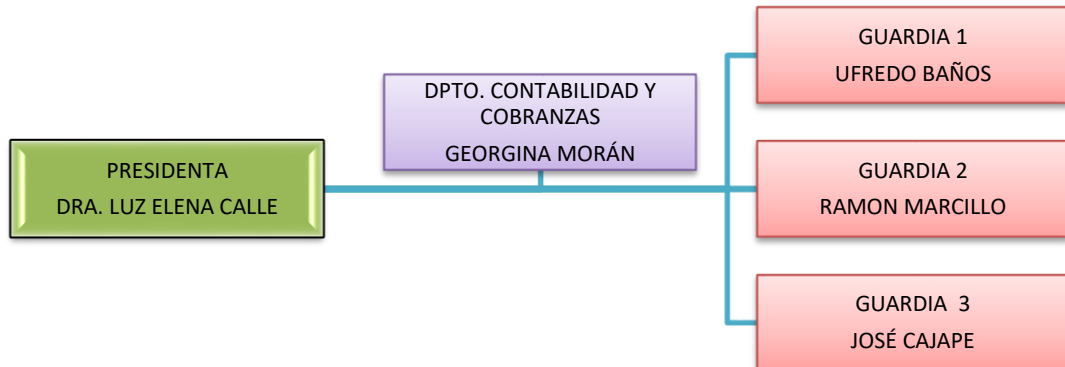 PRESIDENTA
DRA. LUZ ELENA CALLE
DPTO. CONTABILIDAD Y
COBRANZAS
GEORGINA MORÁN
GUARDIA 1
UFREDO BAÑOS
GUARDIA 2
RAMON MARCILLO
GUARDIA 3
JOSÉ CAJAPE